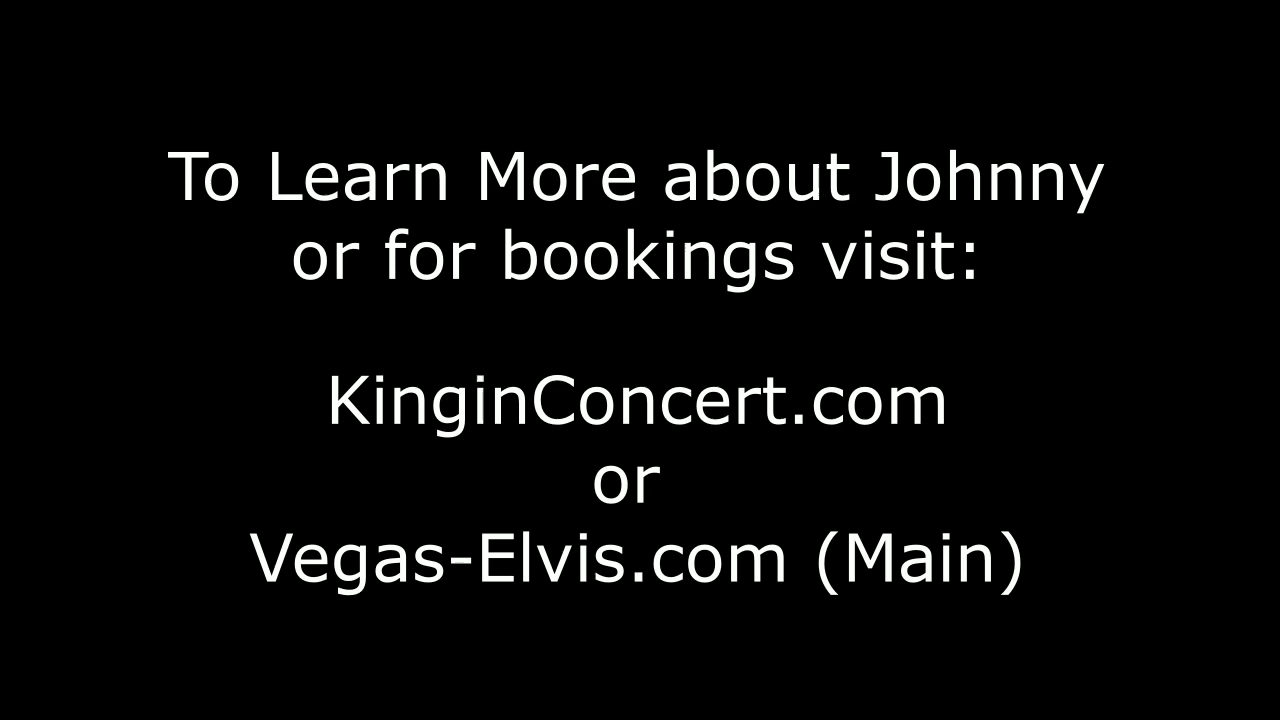 To Learn More about Johnny
or for bookings visit:
KinginConcert.com
or
Vegas-Elvis.com (Main)